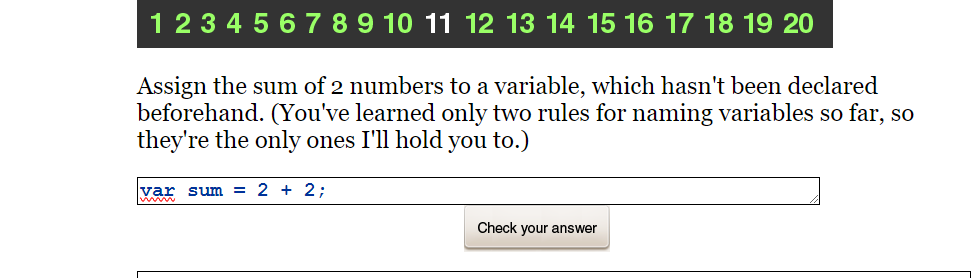 1 2 3 4 5 6 7 8 9 10 11 12 13 14 15 16 17 18 19 20
Assign the sum of 2 numbers to a variable, which hasn't been declared
beforehand. (You've learned only two rules for naming variables so far, so
they're the only ones I'll hold you to.)
var sum = 2 + 2;
Check your answer